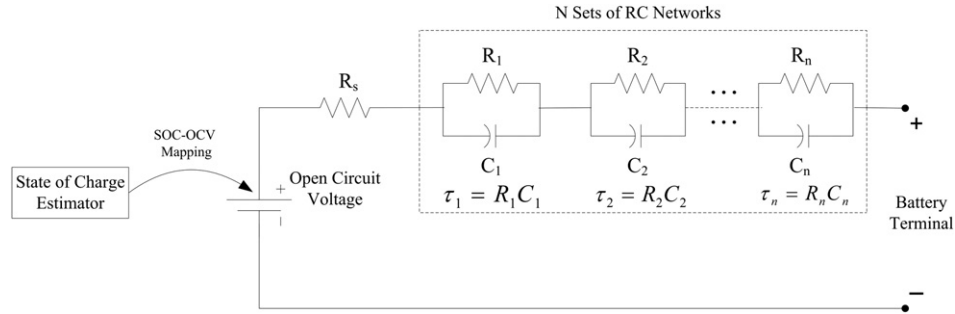 N Sets of RC Networks
R1
R2
Rn
Rs
...
...
+
SOC-OCV
Mapping
C1
C2
Cn
State of Charge
Estimator
+
Open Circuit
Voltage
τ1 = R1C1
τ2 = R2C2
τn = RnCn
Battery
Terminal